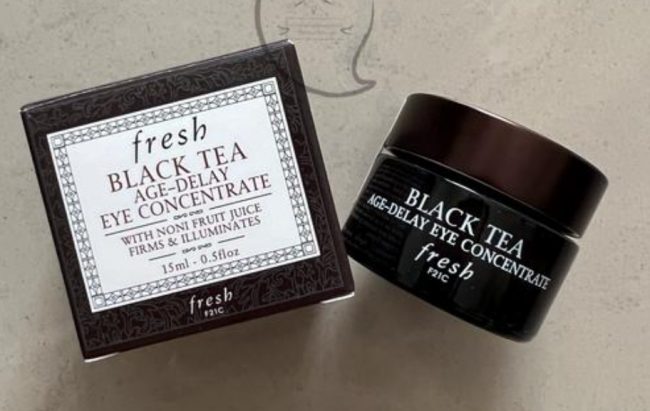 fresh
BLACK TEA
AGE-DELAY
EYE CONCENTRATE
WITH NONI FRUIT JUICE
FIRMS & ILLUMINATES
15ml - 0.5floz
fresh
F21C
BLACK TEA
AGE-DELAY EYE CONCENTRATE
fresh
F21C